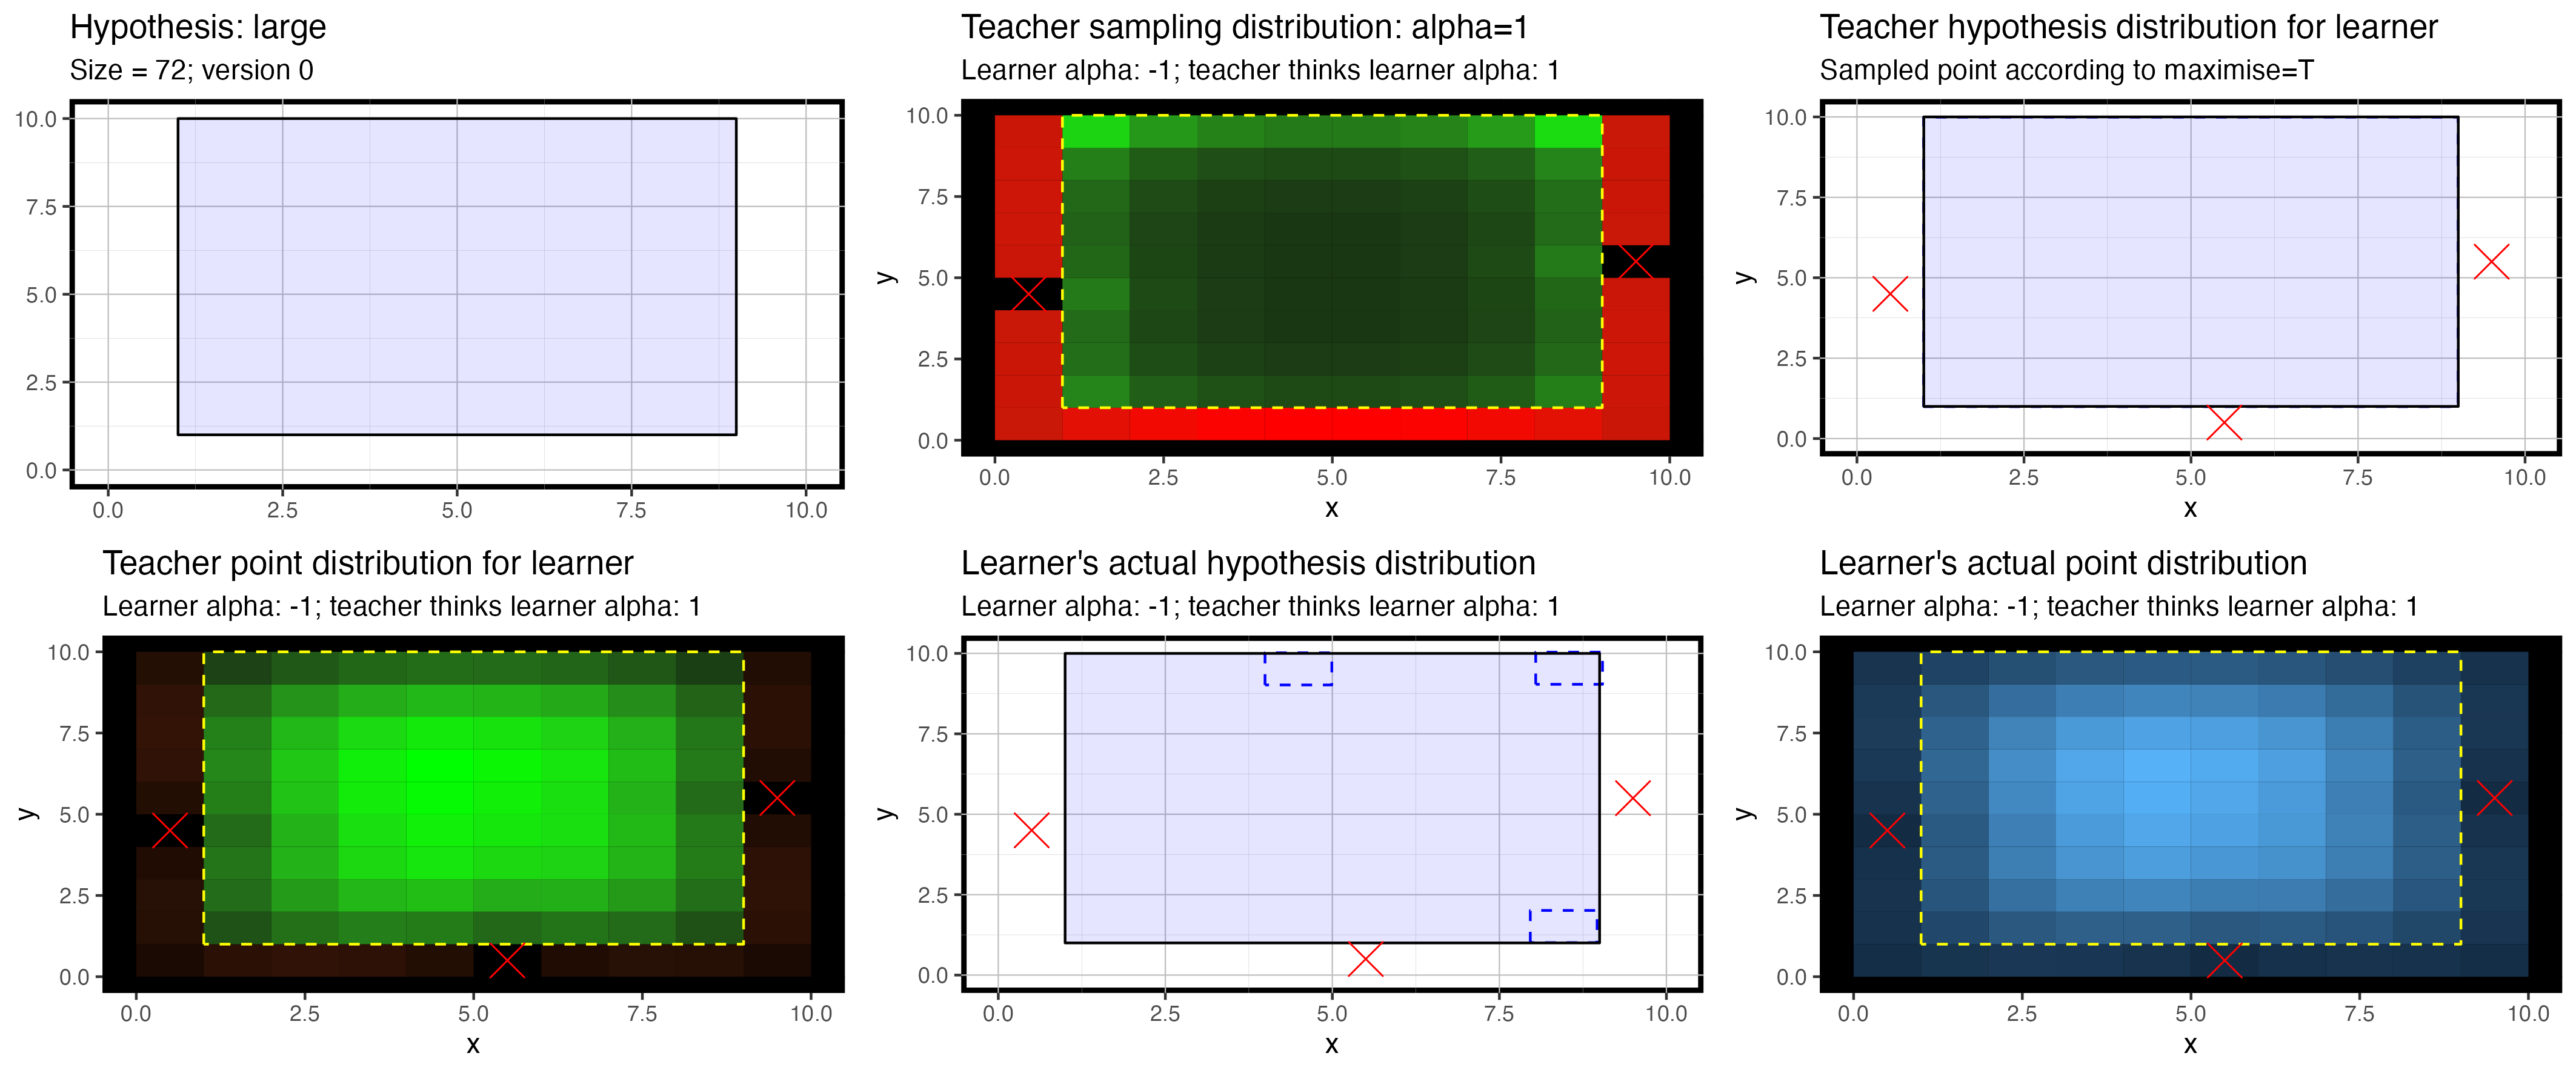 Hypothesis: large
Size = 72; version 0
10.0
7.5
5.0
2.5
0.0
0.0 2.5 5.0 7.5 10.0
Teacher sampling distribution: alpha=1
Learner alpha: -1; teacher thinks learner alpha: 1
y
10.0
7.5
5.0
2.5
0.0
0.0 2.5 5.0 7.5 10.0
x
Teacher hypothesis distribution for learner
Sampled point according to maximise=T
y
10.0
7.5
5.0
2.5
0.0
0.0 2.5 5.0 7.5 10.0
x
Teacher point distribution for learner
Learner alpha: -1; teacher thinks learner alpha: 1
y
10.0
7.5
5.0
2.5
0.0
0.0 2.5 5.0 7.5 10.0
x
Learner's actual hypothesis distribution
Learner alpha: -1; teacher thinks learner alpha: 1
y
10.0
7.5
5.0
2.5
0.0
0.0 2.5 5.0 7.5 10.0
x
Learner's actual point distribution
Learner alpha: -1; teacher thinks learner alpha: 1
y
10.0
7.5
5.0
2.5
0.0
0.0 2.5 5.0 7.5 10.0
x